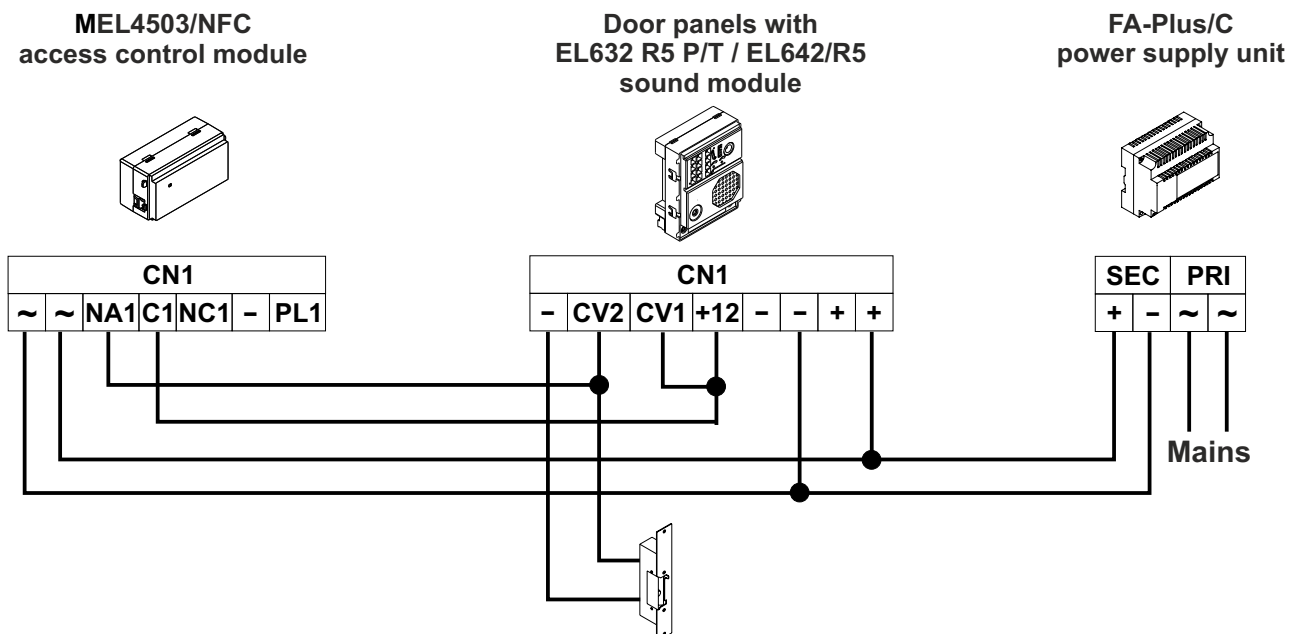 MEL4503/NFC
access control module
Door panels with
EL632 R5 P/T / EL642/R5
sound module
FA-Plus/C
power supply unit
CN1
~ ~ NA1 C1 NC1 - PL1
CN1
- CV2 CV1 +12 - - + +
SEC PRI
+ - ~ ~
Mains